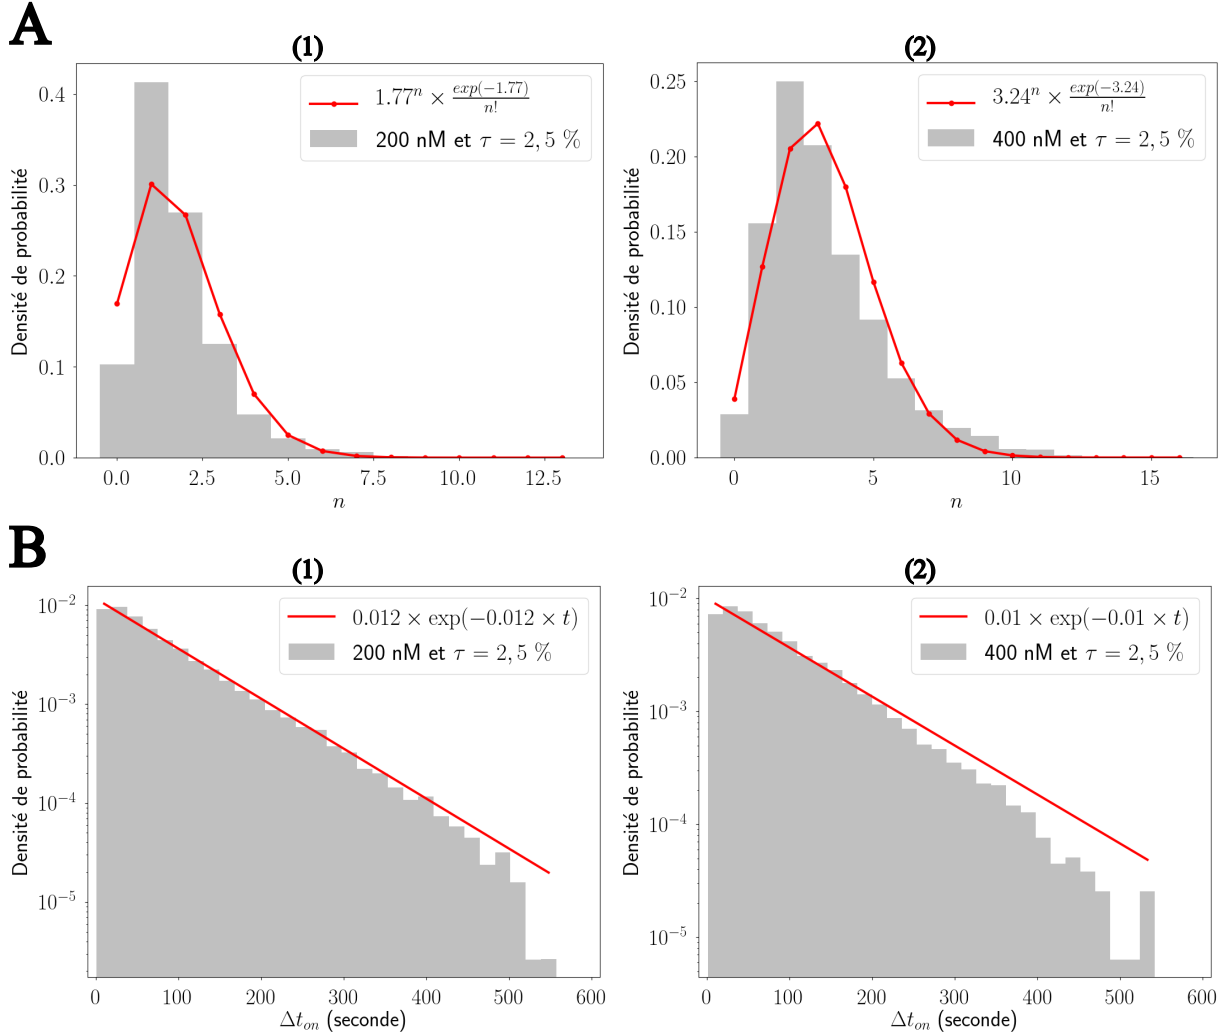 A
(1)
(2)
1.77^n × exp(−1.77)/n!
200 nM et τ = 2,5 %
3.24^n × exp(−3.24)/n!
400 nM et τ = 2,5 %
Densité de probabilité
0.4
0.3
0.2
0.1
0.0
0.0 2.5 5.0 7.5 10.0 12.5
n
Densité de probabilité
0.25
0.20
0.15
0.10
0.05
0.00
0 5 10 15
n
B
(1)
(2)
0.012 × exp(−0.012 × t)
200 nM et τ = 2,5 %
0.01 × exp(−0.01 × t)
400 nM et τ = 2,5 %
Densité de probabilité
10^−2
10^−3
10^−4
10^−5
0 100 200 300 400 500 600
Δt_on (seconde)
Densité de probabilité
10^−2
10^−3
10^−4
10^−5
0 100 200 300 400 500 600
Δt_on (seconde)